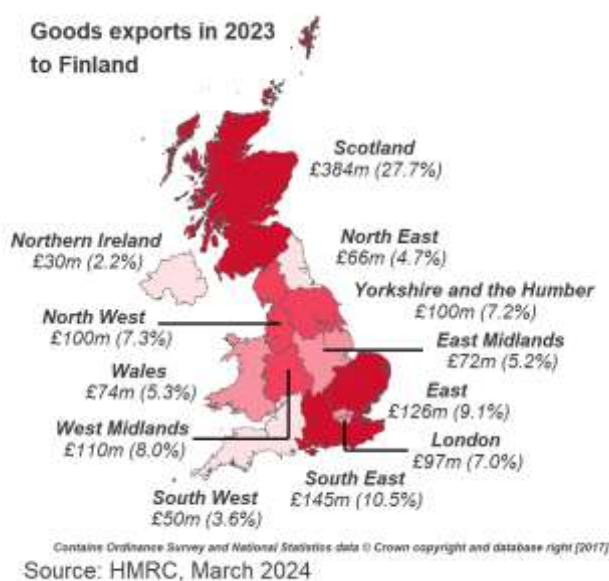 Goods exports in 2023
to Finland
Scotland
£384m (27.7%)
Northern Ireland
£30m (2.2%)
North East
£66m (4.7%)
Yorkshire and the Humber
£100m (7.2%)
North West
£100m (7.3%)
East Midlands
£72m (5.2%)
Wales
£74m (5.3%)
East
£126m (9.1%)
West Midlands
£110m (8.0%)
London
£97m (7.0%)
South West
£50m (3.6%)
South East
£145m (10.5%)
Contains Ordinance Survey and National Statistics data © Crown copyright and database right [2017]
Source: HMRC, March 2024